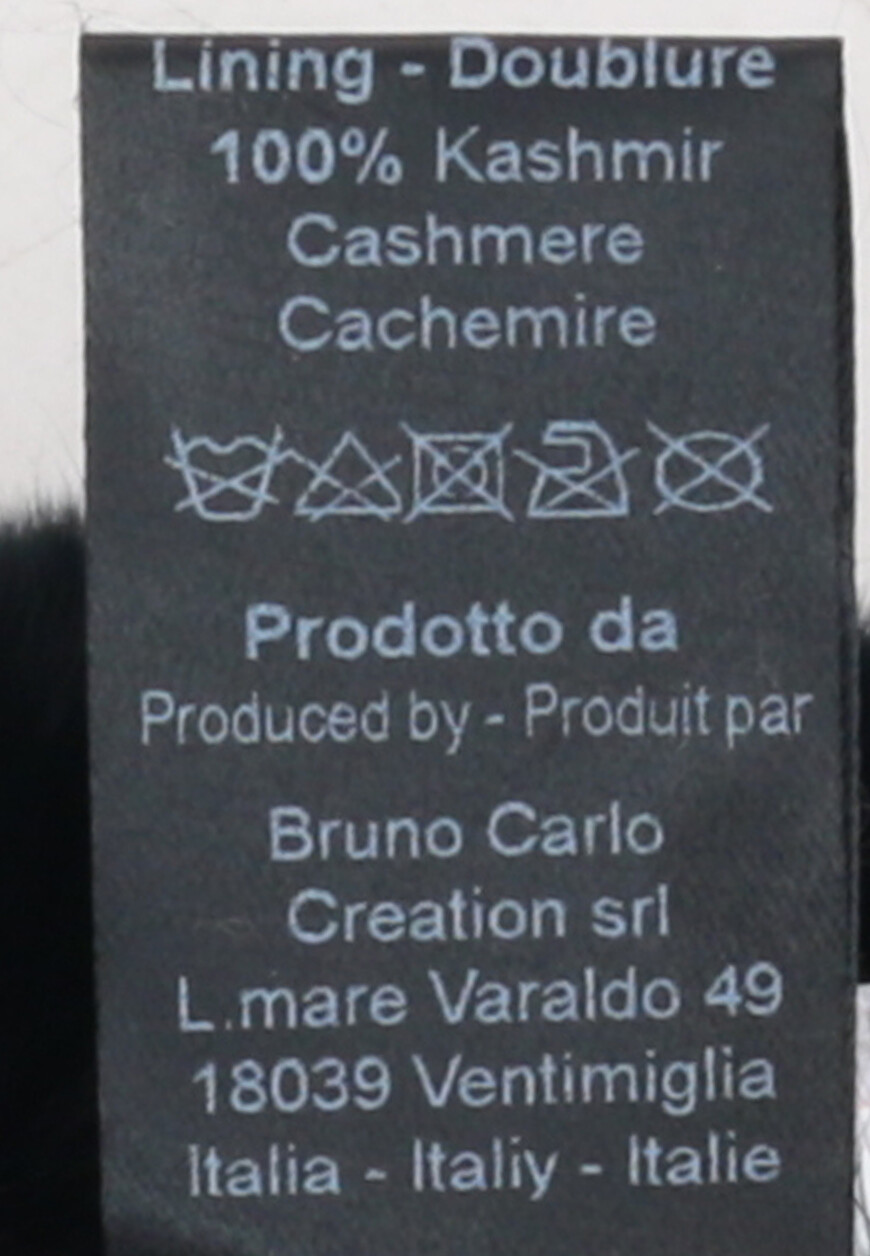 Lining - Doublure
100% Kashmir
Cashmere
Cachemire
Prodotto da
Produced by - Produit par
Bruno Carlo
Creation srl
L.mare Varaldo 49
18039 Ventimiglia
Italia - Italiy - Italie